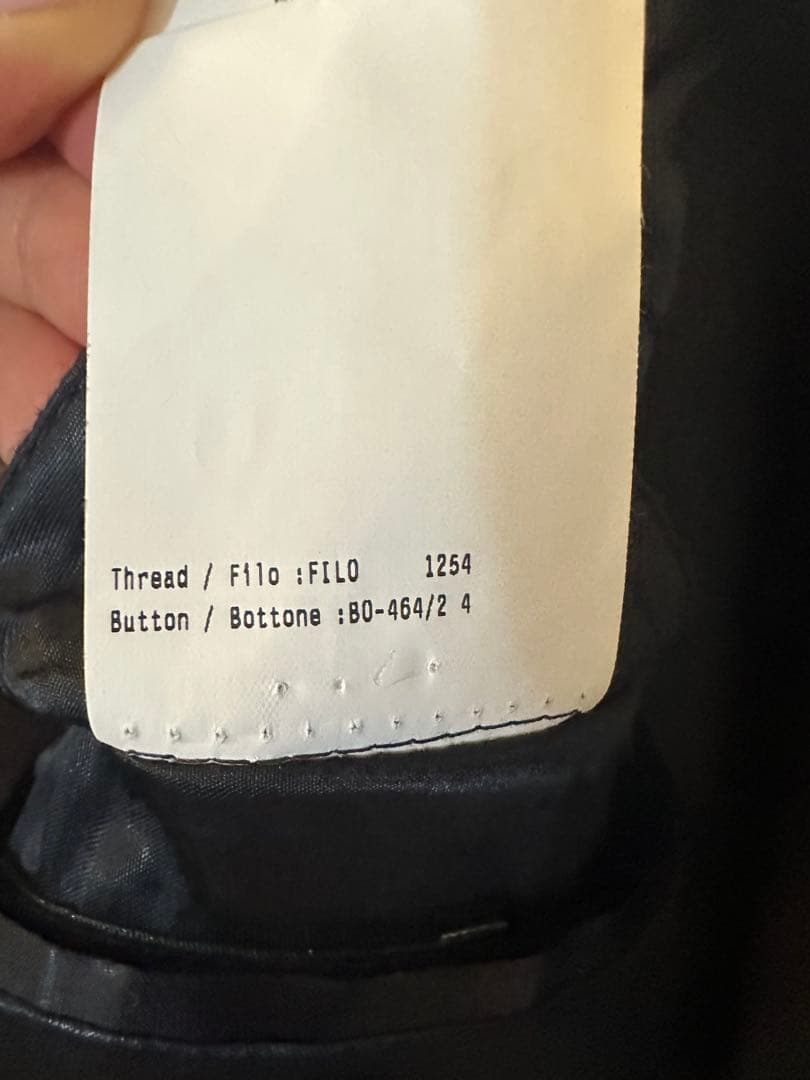 Thread / Filo :FILO 1254
Button / Bottone :BO-464/2 4